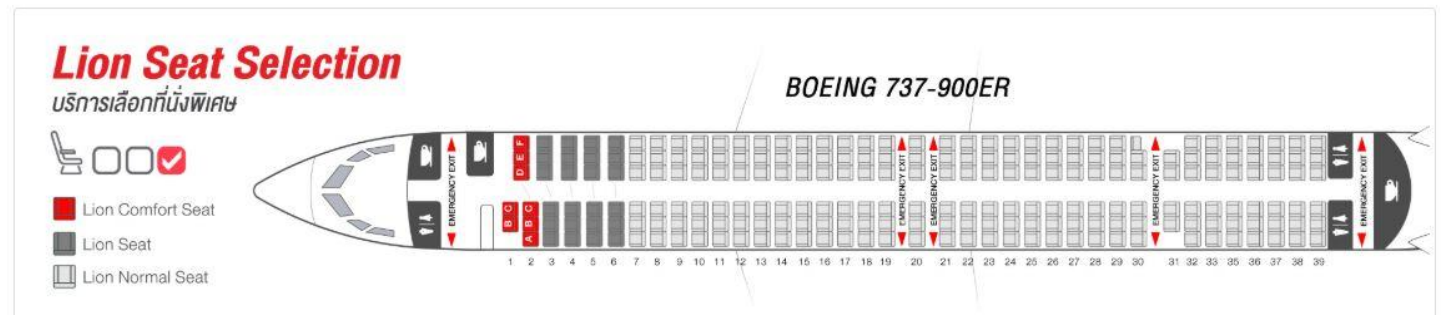 Lion Seat Selection
บริการเลือกที่นั่งพิเศษ
BOEING 737-900ER
Lion Comfort Seat
Lion Seat
Lion Normal Seat
EMERGENCY EXIT
D E F
B C
A B C
EMERGENCY EXIT
EMERGENCY EXIT
EMERGENCY EXIT
EMERGENCY EXIT
1 2 3 4 5 6 7 8 9 10 11 12 13 14 15 16 17 18 19 20 21 22 23 24 25 26 27 28 29 30 31 32 33 35 36 37 38 39